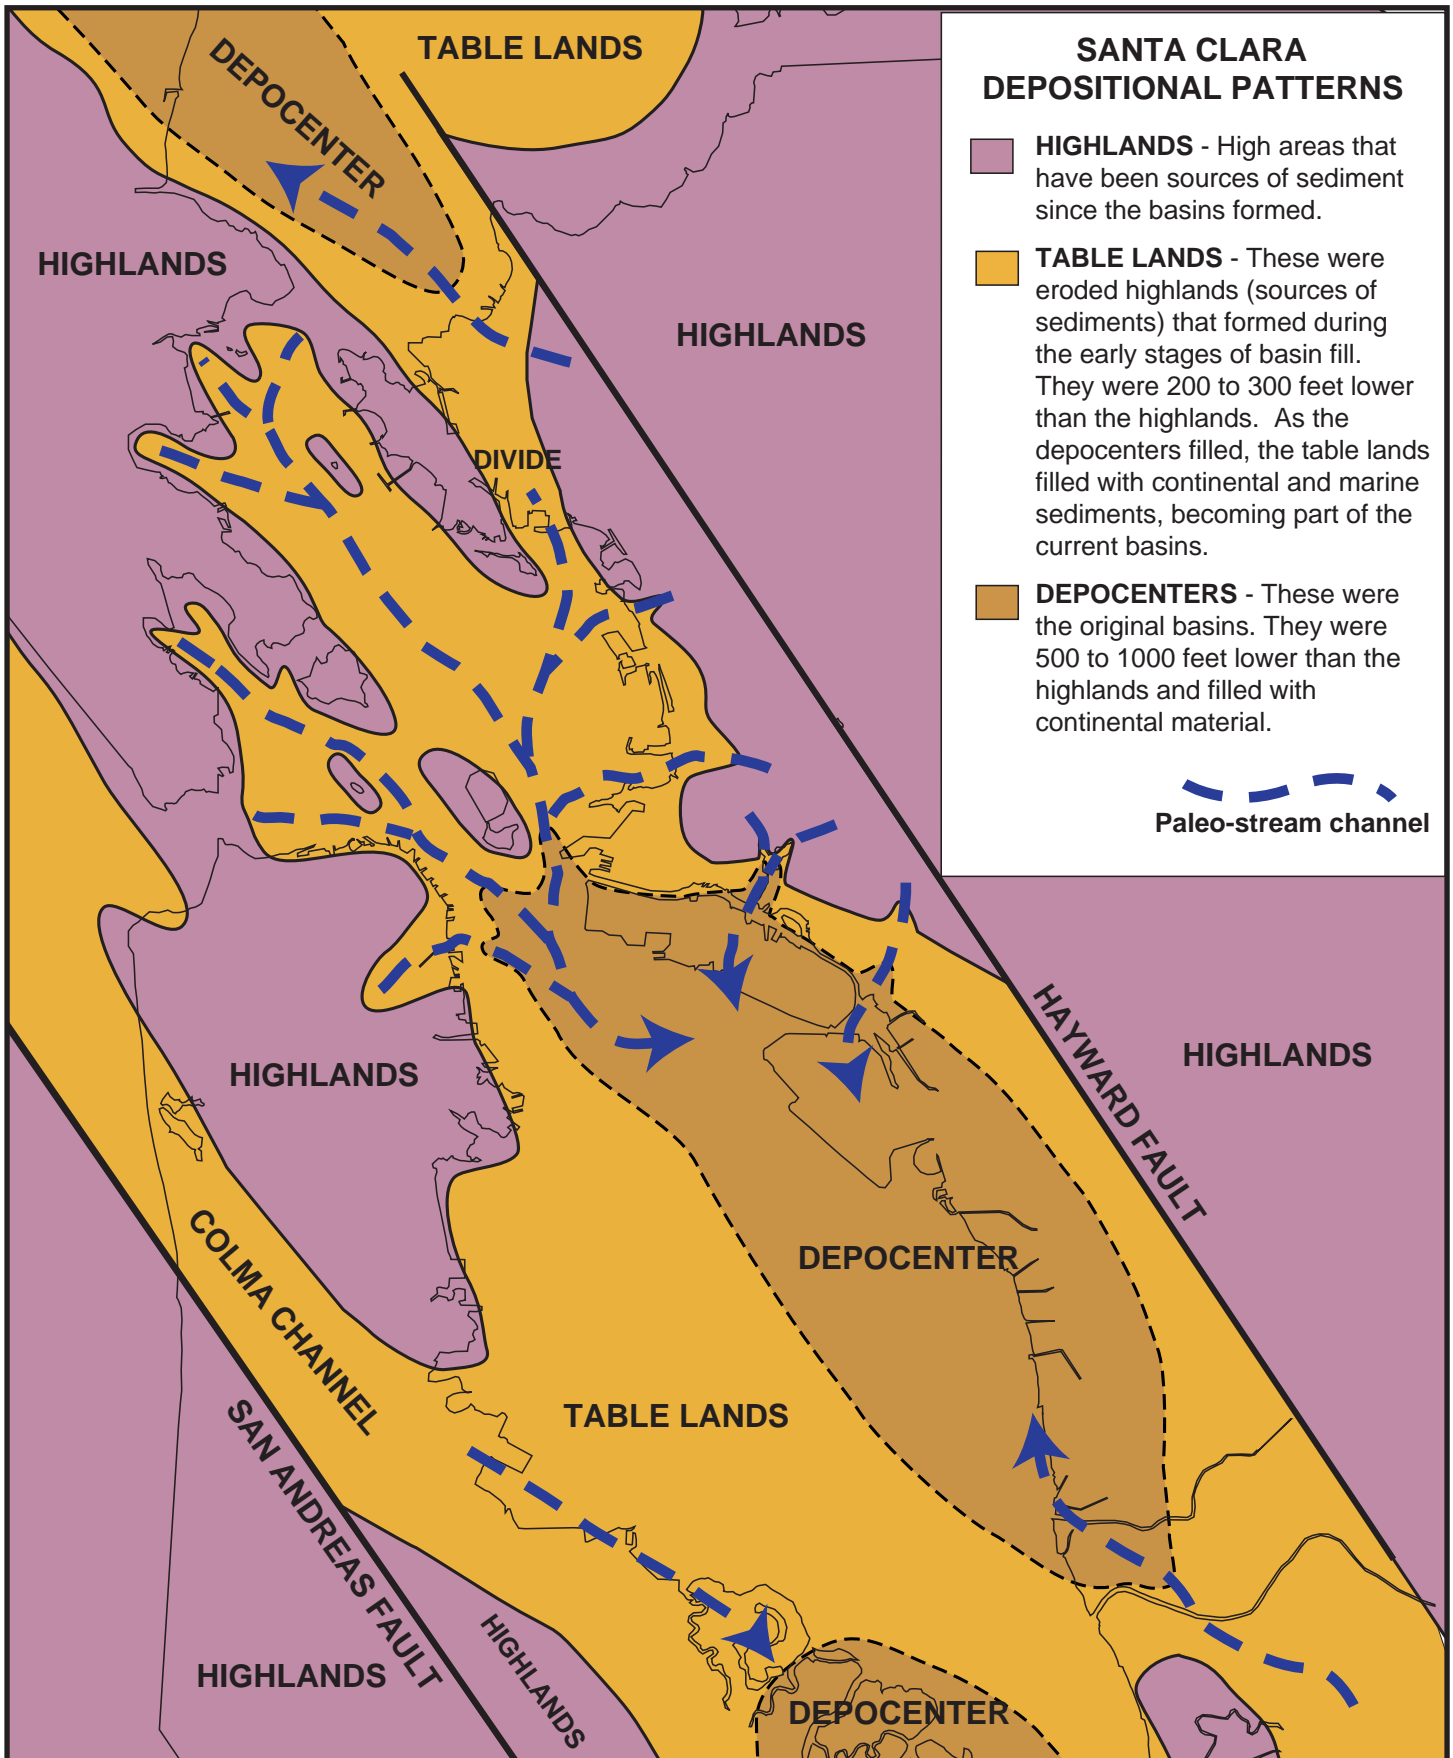 TABLE LANDS
DEPOCENTER
HIGHLANDS
HIGHLANDS
DIVIDE
SANTA CLARA
DEPOSITIONAL PATTERNS
HIGHLANDS - High areas that
have been sources of sediment
since the basins formed.
TABLE LANDS - These were
eroded highlands (sources of
sediments) that formed during
the early stages of basin fill.
They were 200 to 300 feet lower
than the highlands. As the
depocenters filled, the table lands
filled with continental and marine
sediments, becoming part of the
current basins.
DEPOCENTERS - These were
the original basins. They were
500 to 1000 feet lower than the
highlands and filled with
continental material.
Paleo-stream channel
HAYWARD FAULT
HIGHLANDS
HIGHLANDS
DEPOCENTER
COLMA CHANNEL
TABLE LANDS
SAN ANDREAS FAULT
HIGHLANDS
HIGHLANDS
DEPOCENTER